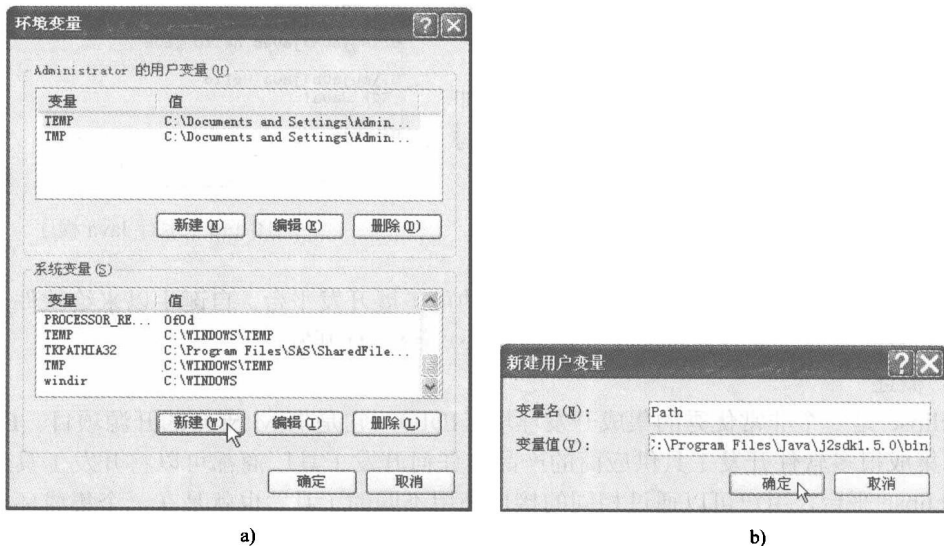 环境变量
Administrator 的用户变量(U)
变量 值
TEMP C:\Documents and Settings\Admin...
TMP C:\Documents and Settings\Admin...
新建(N) 编辑(E) 删除(D)
系统变量(S)
变量 值
PROCESSOR_RE... 0f0d
TEMP C:\WINDOWS\TEMP
TKPATHIA32 C:\Program Files\SAS\SharedFile...
TMP C:\WINDOWS\TEMP
windir C:\WINDOWS
新建(W) 编辑(I) 删除(L)
确定 取消
a)
新建用户变量
变量名(N): Path
变量值(V): :\Program Files\Java\j2sdk1.5.0\bin
确定 取消
b)